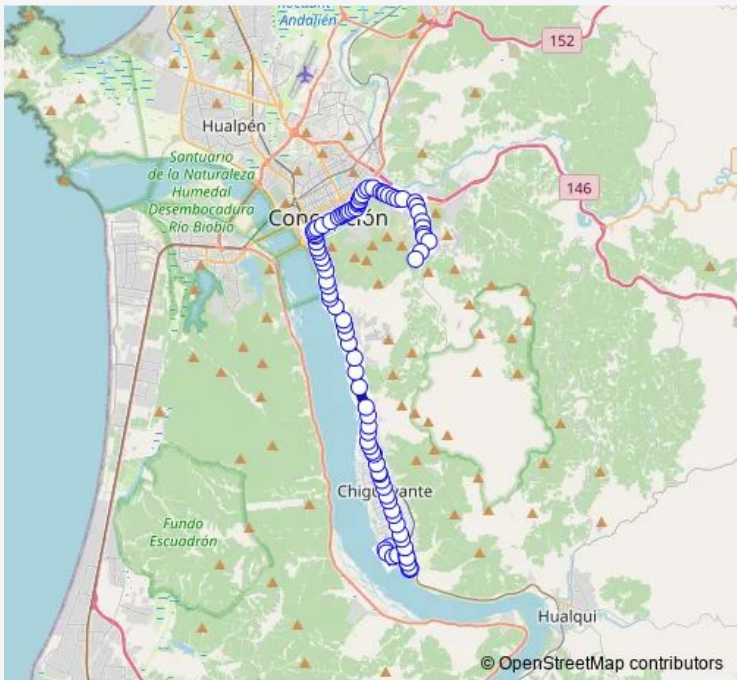 Andalién
152
Hualpén
Santuario
de la Naturaleza
Humedal
Desembocadura
Río Biobío
146
Concepción
Chiguayante
Fundo
Escuadrón
Hualqui
© OpenStreetMap contributors